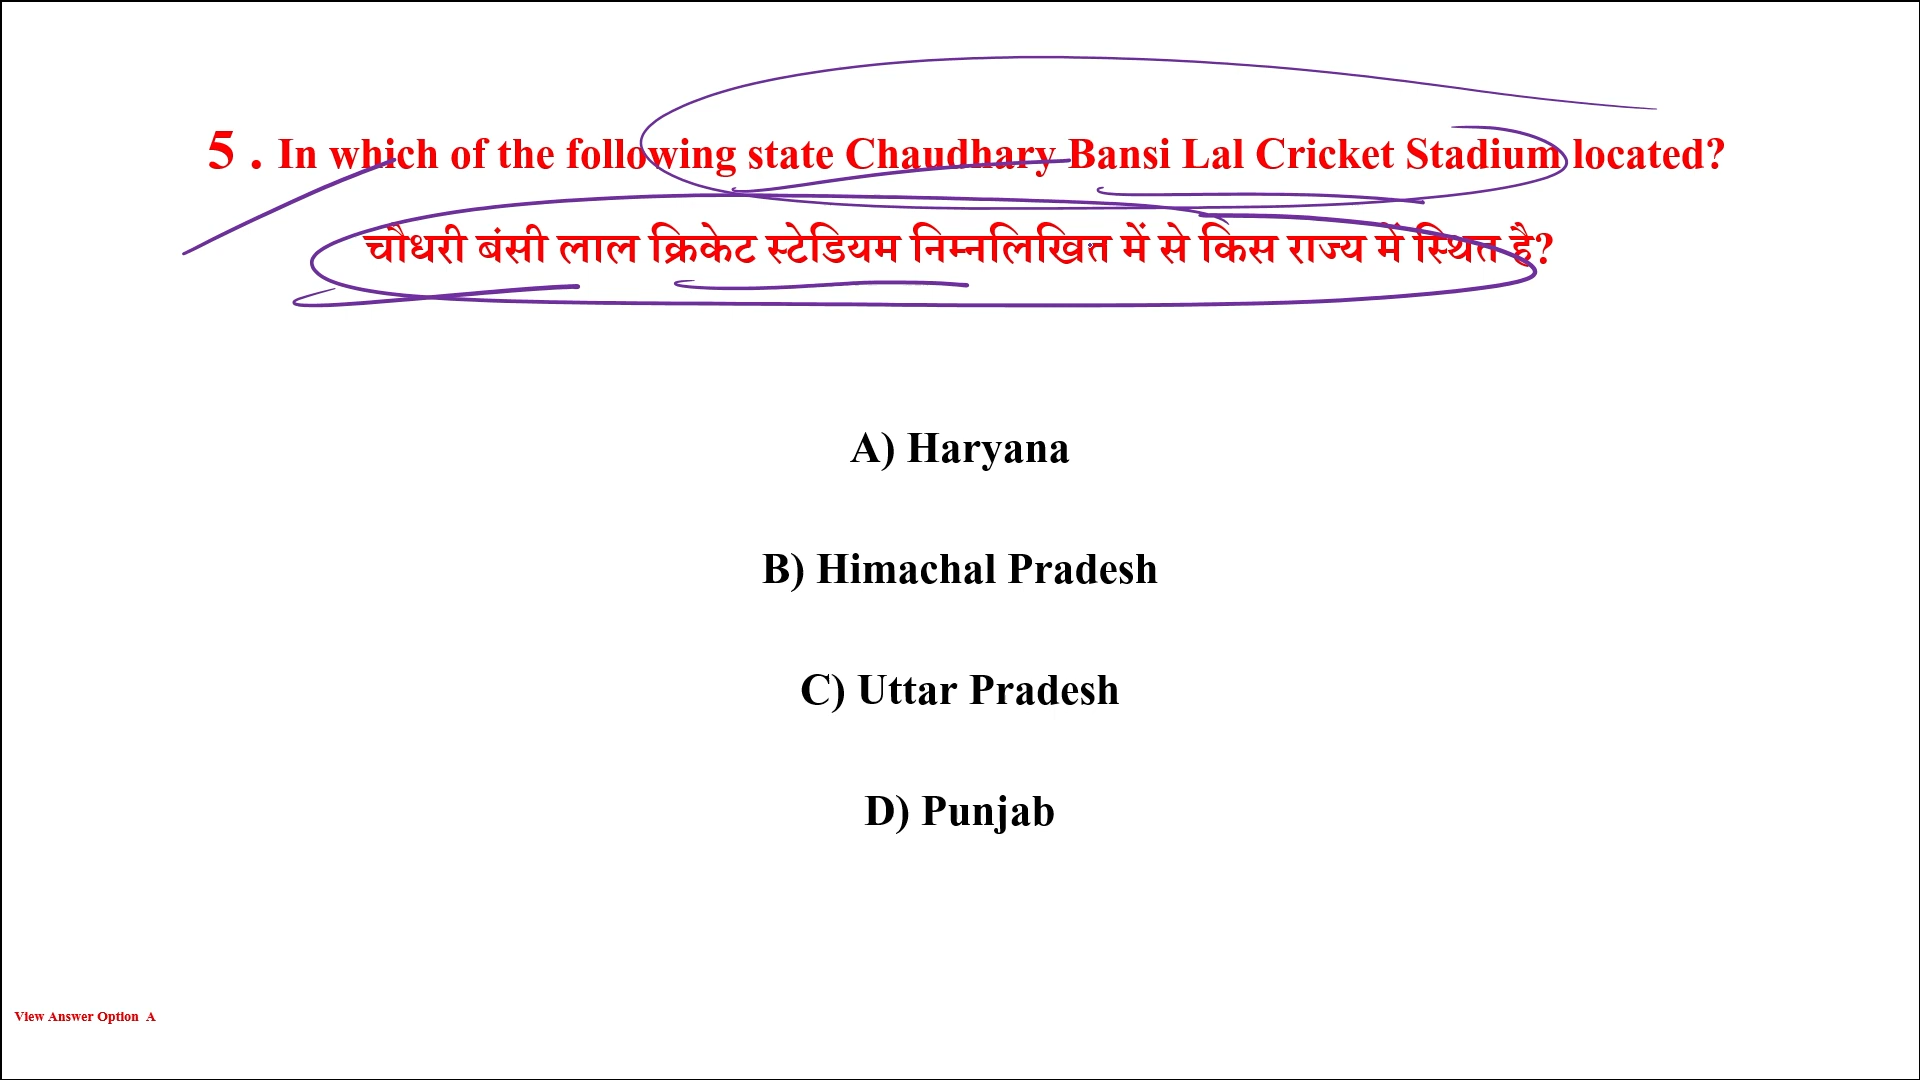 5 . In which of the following state Chaudhary Bansi Lal Cricket Stadium located?
चौधरी बंसी लाल क्रिकेट स्टेडियम निम्नलिखित में से किस राज्य में स्थित है?
A) Haryana
B) Himachal Pradesh
C) Uttar Pradesh
D) Punjab
View Answer Option A